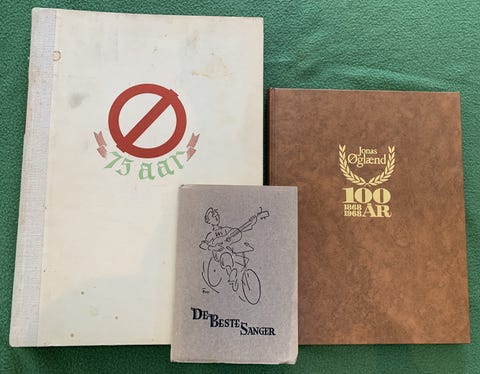 75 aar
Jonas
Øglænd
100
1868
1968
ÅR
DE BESTE SANGER